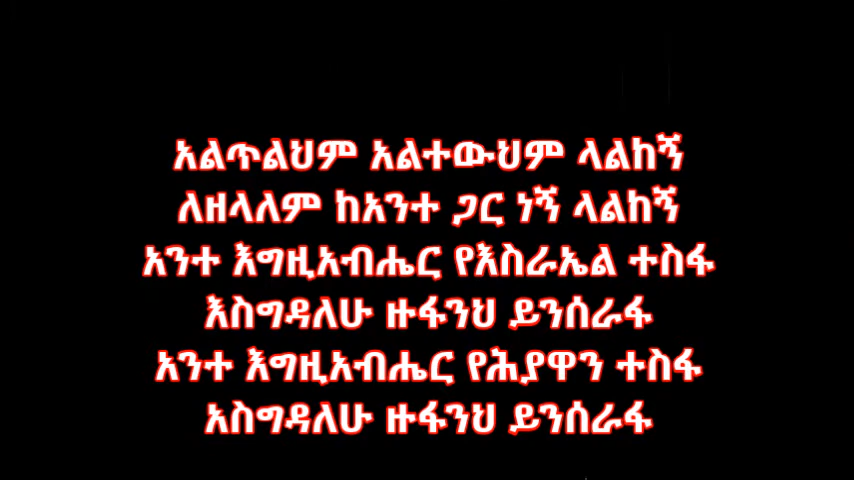 አልጥልህም አልተውህም ላልከኝ
ለዘላለም ከአንተ ጋር ነኝ ላልከኝ
አንተ እግዚአብሔር የእስራኤል ተስፋ
እስግዳለሁ ዙፋንህ ይንሰራፋ
አንተ እግዚአብሔር የሕያዋን ተስፋ
አስግዳለሁ ዙፋንህ ይንሰራፋ